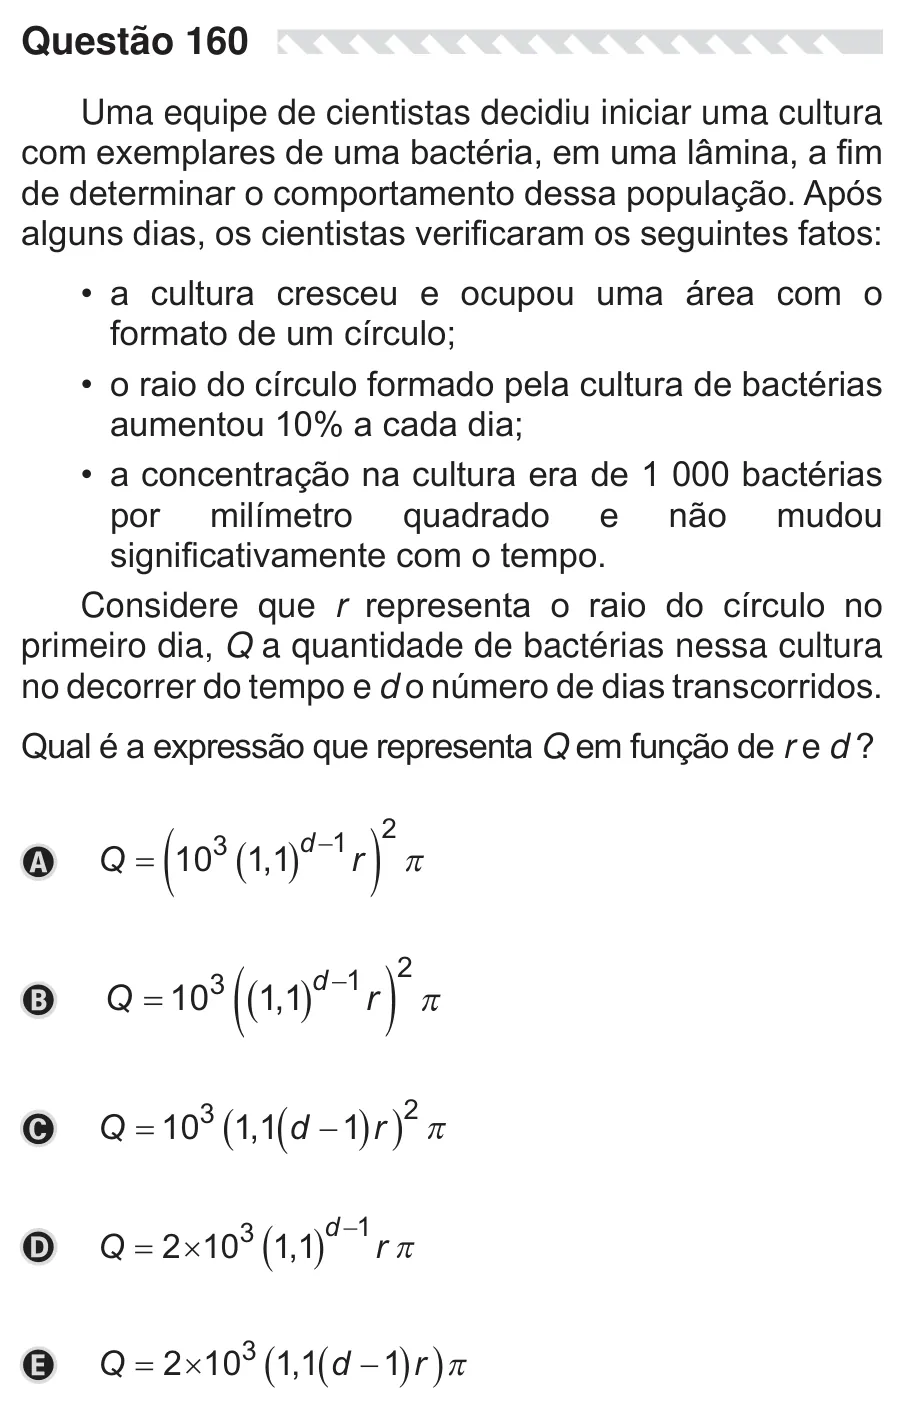 Questão 160
Uma equipe de cientistas decidiu iniciar uma cultura
com exemplares de uma bactéria, em uma lâmina, a fim
de determinar o comportamento dessa população. Após
alguns dias, os cientistas verificaram os seguintes fatos:
• a cultura cresceu e ocupou uma área com o
formato de um círculo;
• o raio do círculo formado pela cultura de bactérias
aumentou 10% a cada dia;
• a concentração na cultura era de 1 000 bactérias
por milímetro quadrado e não mudou
significativamente com o tempo.
Considere que r representa o raio do círculo no
primeiro dia, Q a quantidade de bactérias nessa cultura
no decorrer do tempo e d o número de dias transcorridos.
Qual é a expressão que representa Q em função de r e d ?
A Q = (10³ (1,1)^{d−1} r)² π
B Q = 10³ ((1,1)^{d−1} r)² π
C Q = 10³ (1,1(d − 1)r)² π
D Q = 2×10³ (1,1)^{d−1} r π
E Q = 2×10³ (1,1(d − 1)r) π